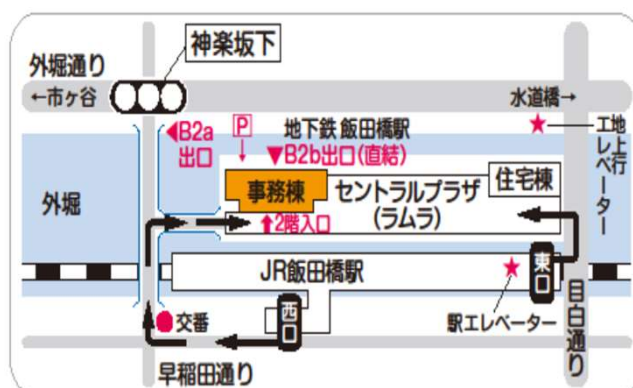 神楽坂下
外堀通り
←市ヶ谷
水道橋→
◀B2a
出口
P
地下鉄 飯田橋駅
▼B2b出口(直結)
★
地上行
エレベーター
事務棟
セントラルプラザ
(ラムラ)
住宅棟
外堀
⬆2階入口
JR飯田橋駅
★
東口
西口
駅エレベーター
目白通り
●交番
早稲田通り